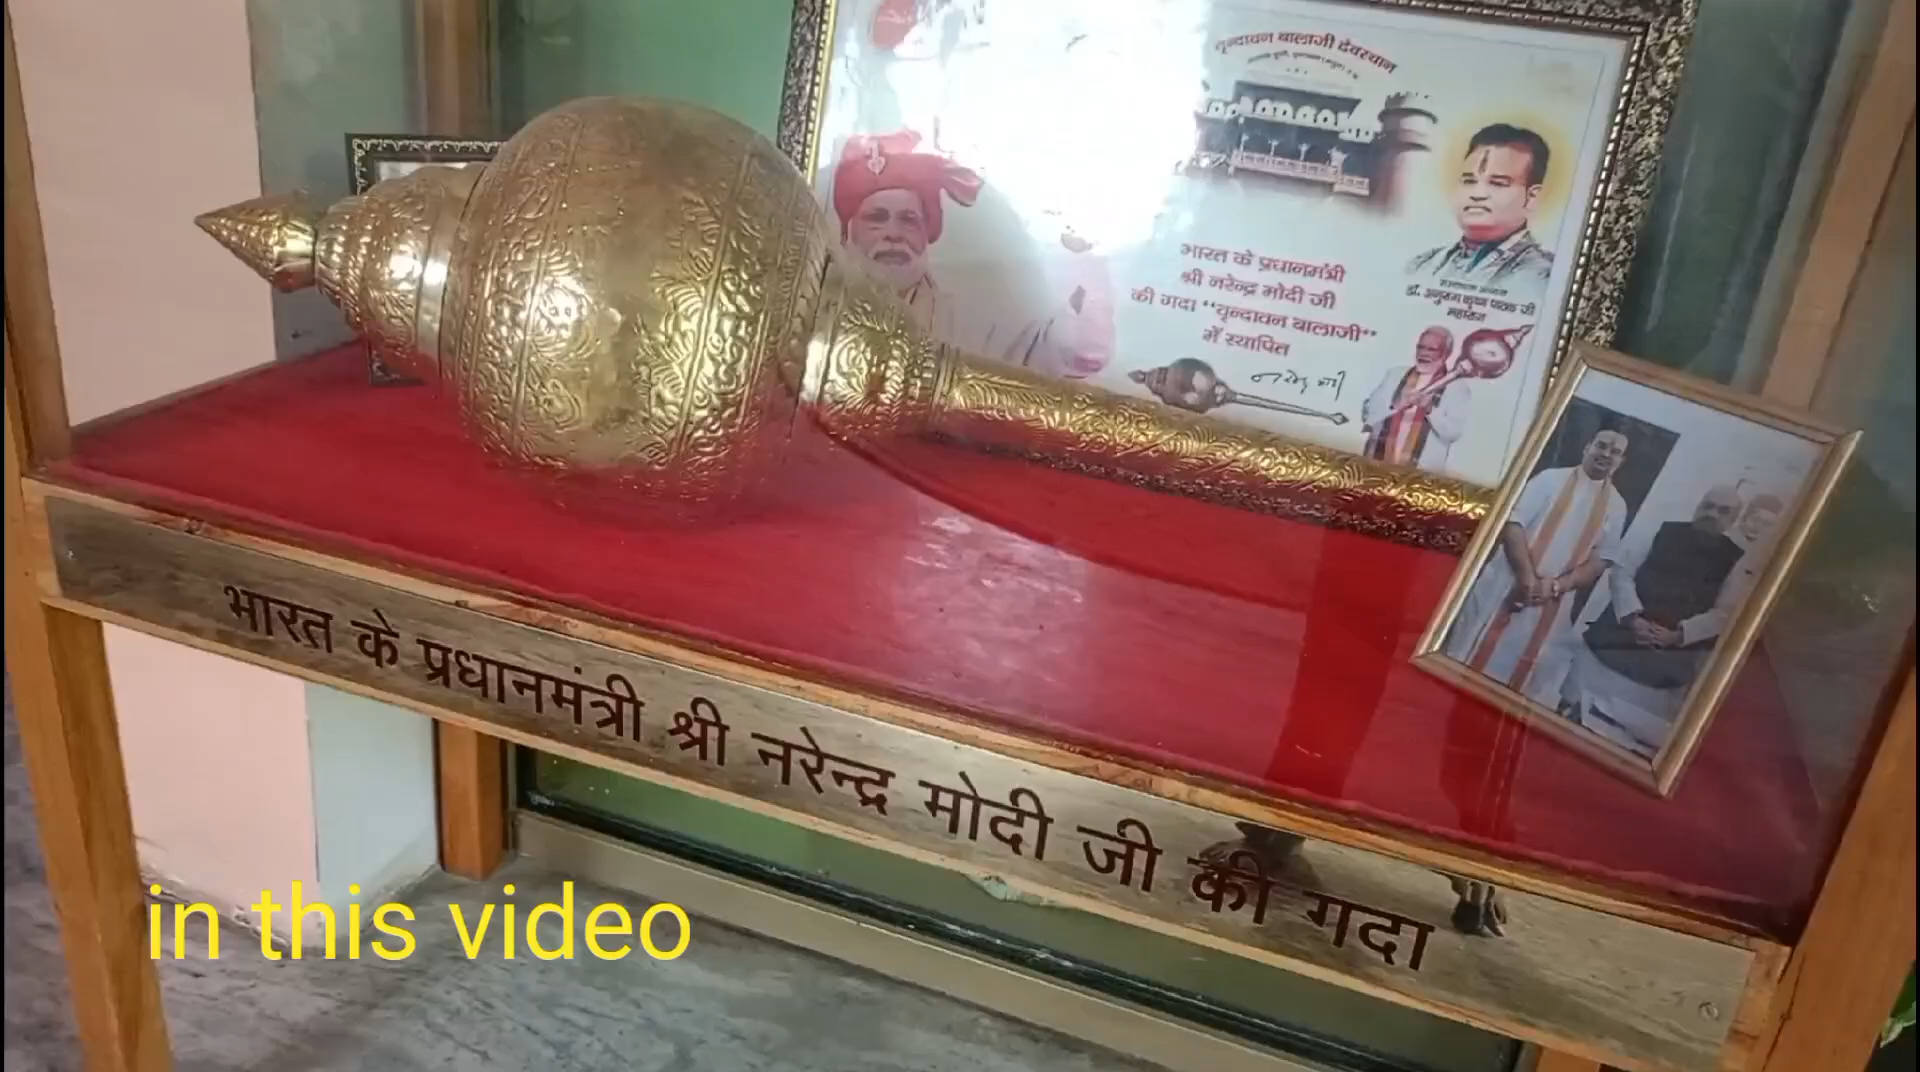 वृन्दावन बालाजी देवस्थान
भारत के प्रधानमंत्री
श्री नरेन्द्र मोदी जी
की गदा “वृन्दावन बालाजी”
में स्थापित
डॉ. अनुराग कृष्ण पाठक जी
महाराज
भारत के प्रधानमंत्री श्री नरेन्द्र मोदी जी की गदा
in this video